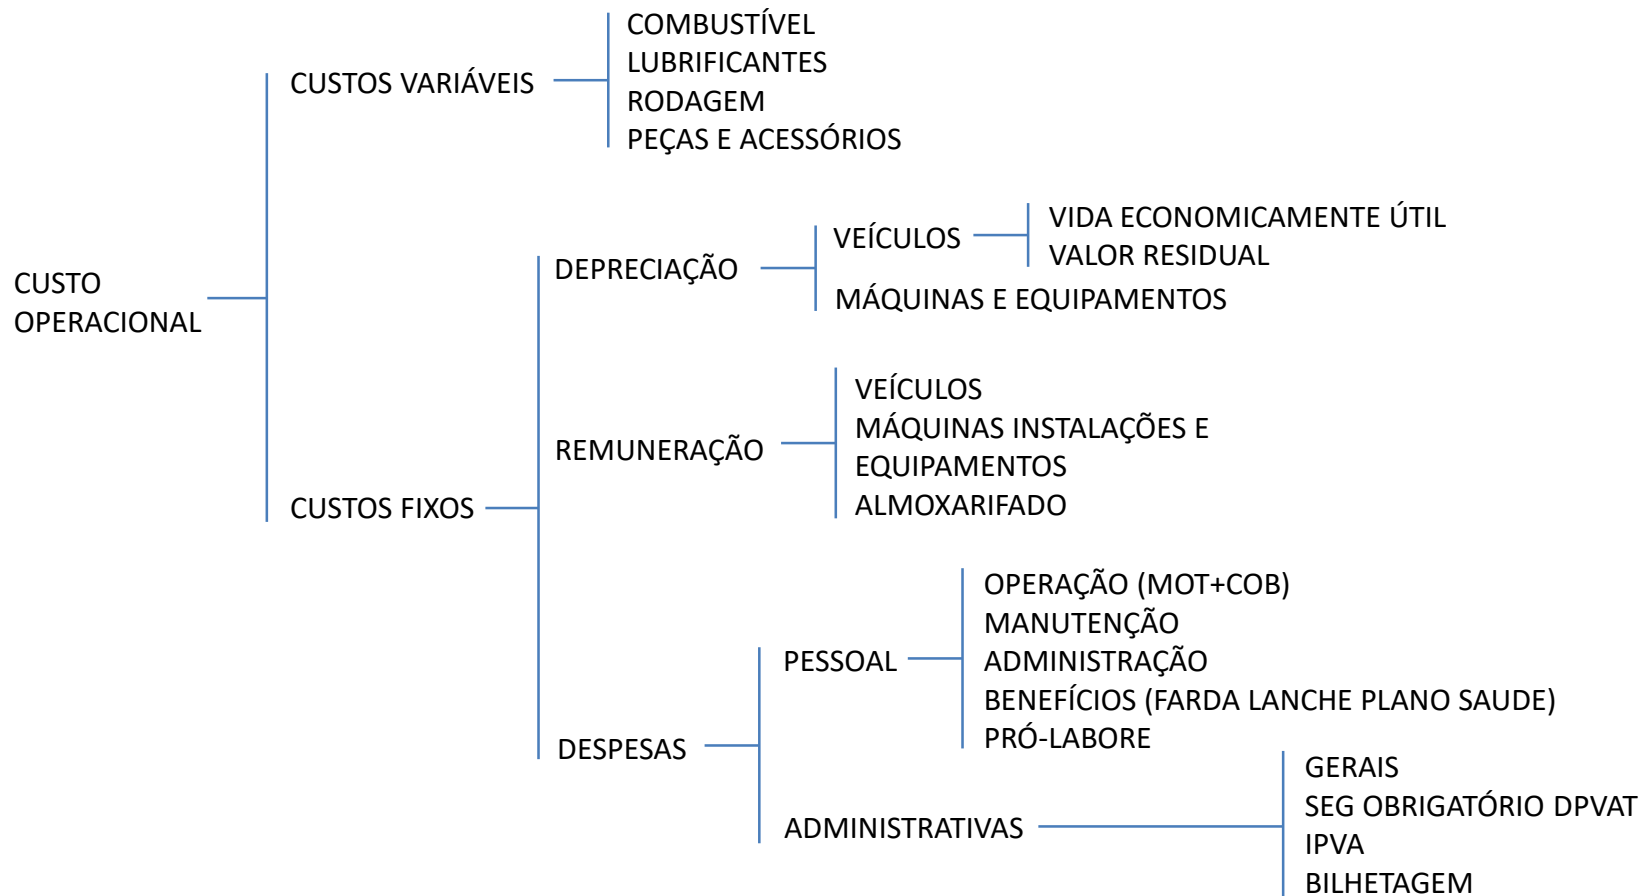 COMBUSTÍVEL
LUBRIFICANTES
RODAGEM
PEÇAS E ACESSÓRIOS
CUSTOS VARIÁVEIS
VIDA ECONOMICAMENTE ÚTIL
VALOR RESIDUAL
VEÍCULOS
DEPRECIAÇÃO
MÁQUINAS E EQUIPAMENTOS
CUSTO
OPERACIONAL
VEÍCULOS
MÁQUINAS INSTALAÇÕES E
EQUIPAMENTOS
ALMOXARIFADO
REMUNERAÇÃO
CUSTOS FIXOS
OPERAÇÃO (MOT+COB)
MANUTENÇÃO
ADMINISTRAÇÃO
BENEFÍCIOS (FARDA LANCHE PLANO SAUDE)
PRÓ-LABORE
PESSOAL
DESPESAS
ADMINISTRATIVAS
GERAIS
SEG OBRIGATÓRIO DPVAT
IPVA
BILHETAGEM